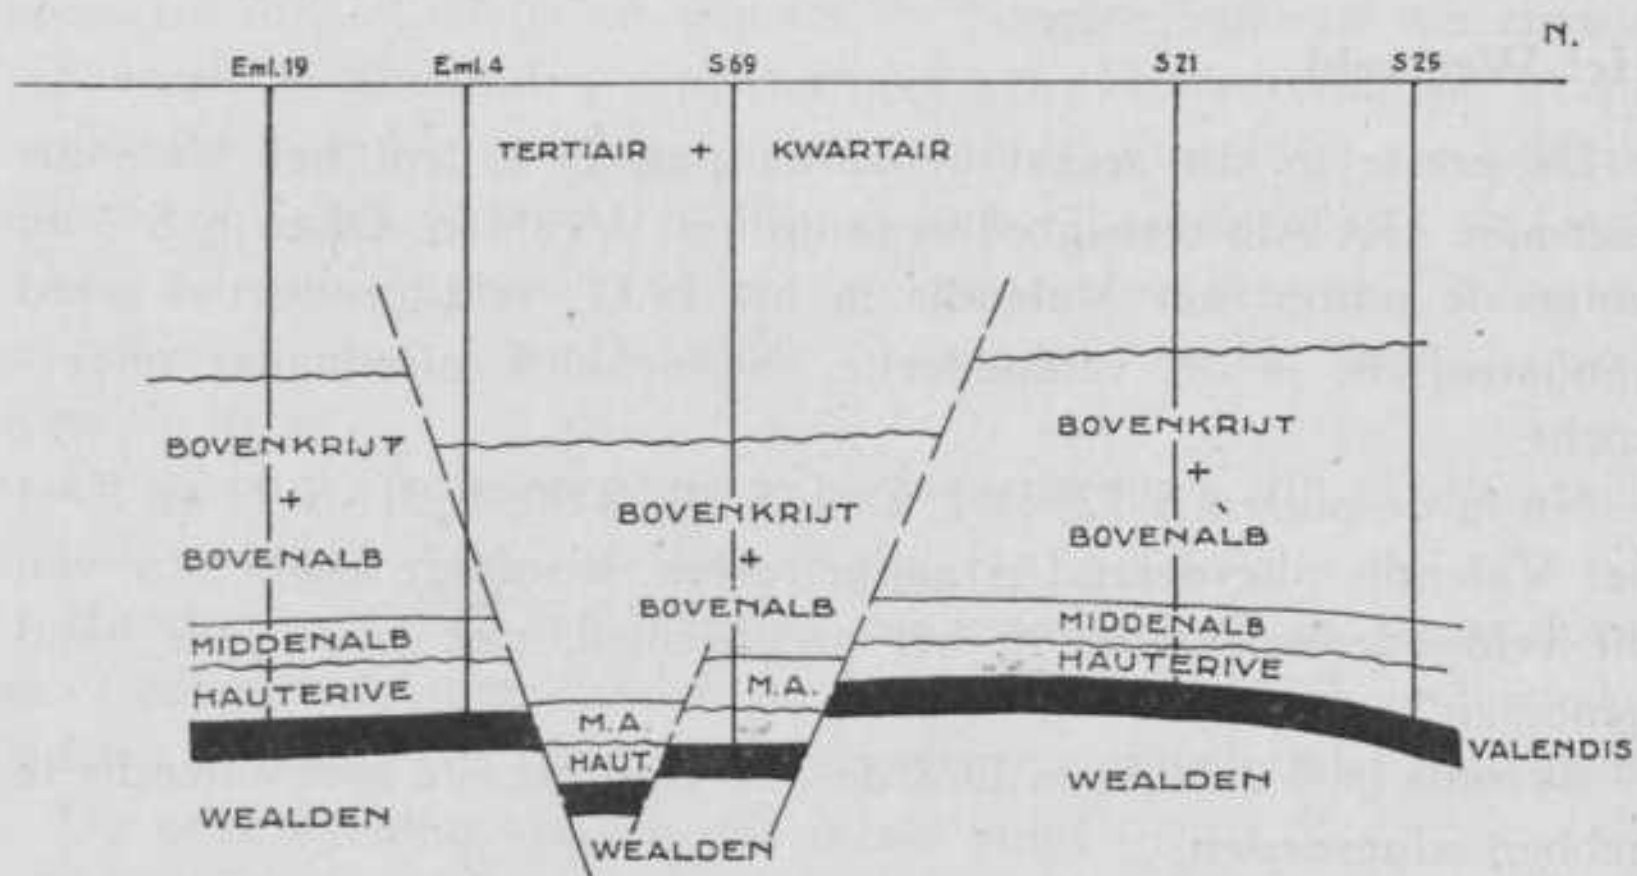 N.
Eml.19 Eml.4 S69 S21 S25
TERTIAIR + KWARTAIR
BOVENKRIJT
+
BOVENALB
MIDDENALB
HAUTERIVE
WEALDEN
BOVENKRIJT
+
BOVENALB
M.A.
M.A.
HAUT.
WEALDEN
BOVENKRIJT
+
BOVENALB
MIDDENALB
HAUTERIVE
VALENDIS
WEALDEN